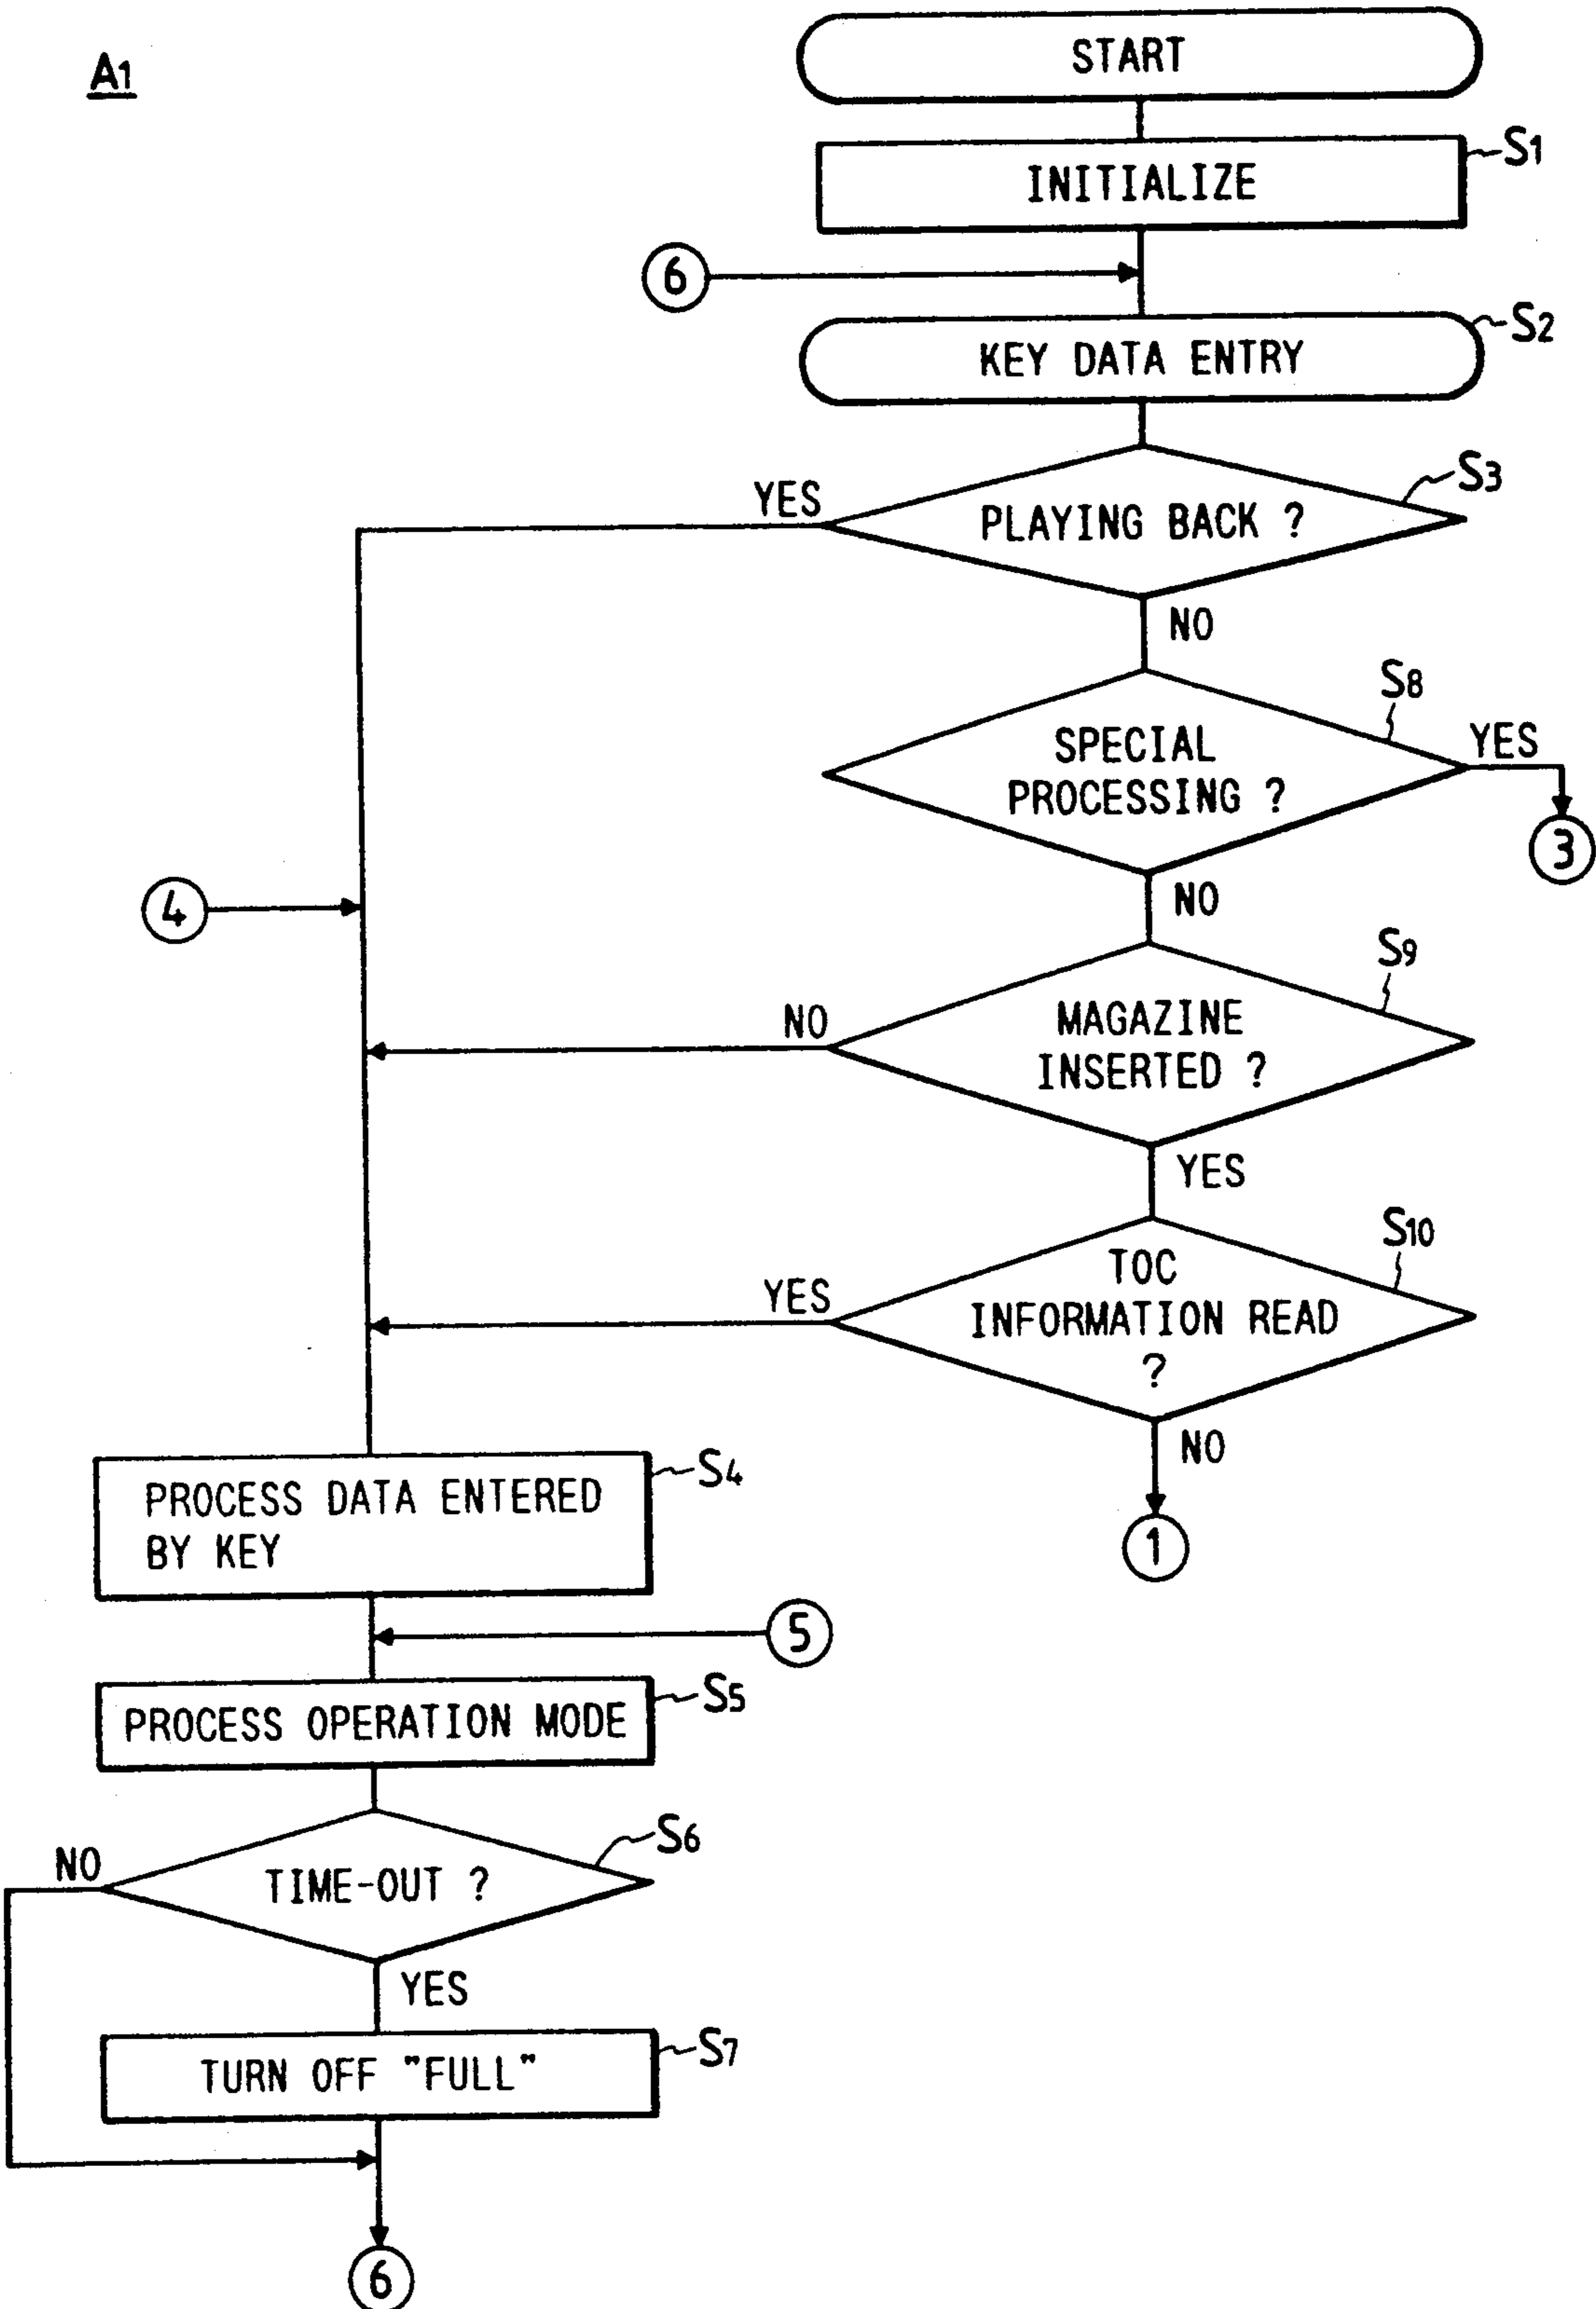 A1
START
INITIALIZE
S1
6
KEY DATA ENTRY
S2
PLAYING BACK ?
S3
YES
NO
SPECIAL
PROCESSING ?
S8
YES
3
NO
4
MAGAZINE
INSERTED ?
S9
NO
YES
TOC
INFORMATION READ
?
S10
YES
NO
1
PROCESS DATA ENTERED
BY KEY
S4
5
PROCESS OPERATION MODE
S5
TIME-OUT ?
S6
NO
YES
TURN OFF "FULL"
S7
6